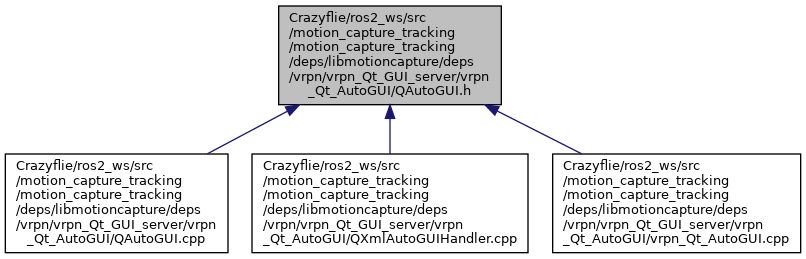 Crazyflie/ros2_ws/src
/motion_capture_tracking
/motion_capture_tracking
/deps/libmotioncapture/deps
/vrpn/vrpn_Qt_GUI_server/vrpn
_Qt_AutoGUI/QAutoGUI.h
Crazyflie/ros2_ws/src
/motion_capture_tracking
/motion_capture_tracking
/deps/libmotioncapture/deps
/vrpn/vrpn_Qt_GUI_server/vrpn
_Qt_AutoGUI/QAutoGUI.cpp
Crazyflie/ros2_ws/src
/motion_capture_tracking
/motion_capture_tracking
/deps/libmotioncapture/deps
/vrpn/vrpn_Qt_GUI_server/vrpn
_Qt_AutoGUI/QXmlAutoGUIHandler.cpp
Crazyflie/ros2_ws/src
/motion_capture_tracking
/motion_capture_tracking
/deps/libmotioncapture/deps
/vrpn/vrpn_Qt_GUI_server/vrpn
_Qt_AutoGUI/vrpn_Qt_AutoGUI.cpp